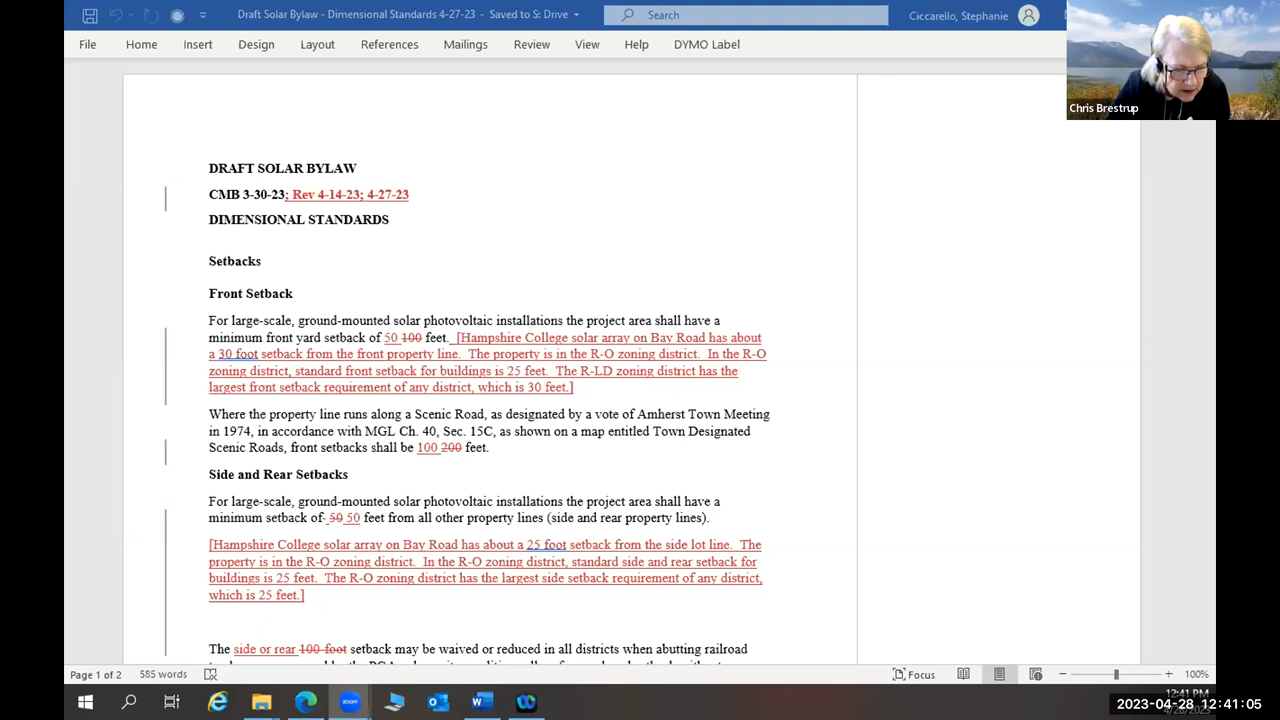 Draft Solar Bylaw - Dimensional Standards 4-27-23 - Saved to S: Drive
Search
Ciccarello, Stephanie
File Home Insert Design Layout References Mailings Review View Help DYMO Label
Chris Brestrup
DRAFT SOLAR BYLAW
CMB 3-30-23; Rev 4-14-23; 4-27-23
DIMENSIONAL STANDARDS
Setbacks
Front Setback
For large-scale, ground-mounted solar photovoltaic installations the project area shall have a
minimum front yard setback of 50 100 feet. [Hampshire College solar array on Bay Road has about
a 30 foot setback from the front property line. The property is in the R-O zoning district. In the R-O
zoning district, standard front setback for buildings is 25 feet. The R-LD zoning district has the
largest front setback requirement of any district, which is 30 feet.]
Where the property line runs along a Scenic Road, as designated by a vote of Amherst Town Meeting
in 1974, in accordance with MGL Ch. 40, Sec. 15C, as shown on a map entitled Town Designated
Scenic Roads, front setbacks shall be 100 200 feet.
Side and Rear Setbacks
For large-scale, ground-mounted solar photovoltaic installations the project area shall have a
minimum setback of 50 50 feet from all other property lines (side and rear property lines).
[Hampshire College solar array on Bay Road has about a 25 foot setback from the side lot line. The
property is in the R-O zoning district. In the R-O zoning district, standard side and rear setback for
buildings is 25 feet. The R-O zoning district has the largest side setback requirement of any district,
which is 25 feet.]
The side or rear 100 foot setback may be waived or reduced in all districts when abutting railroad
Page 1 of 2 585 words Focus 100%
zoom
12:41 PM
2023-04-28 12:41:05